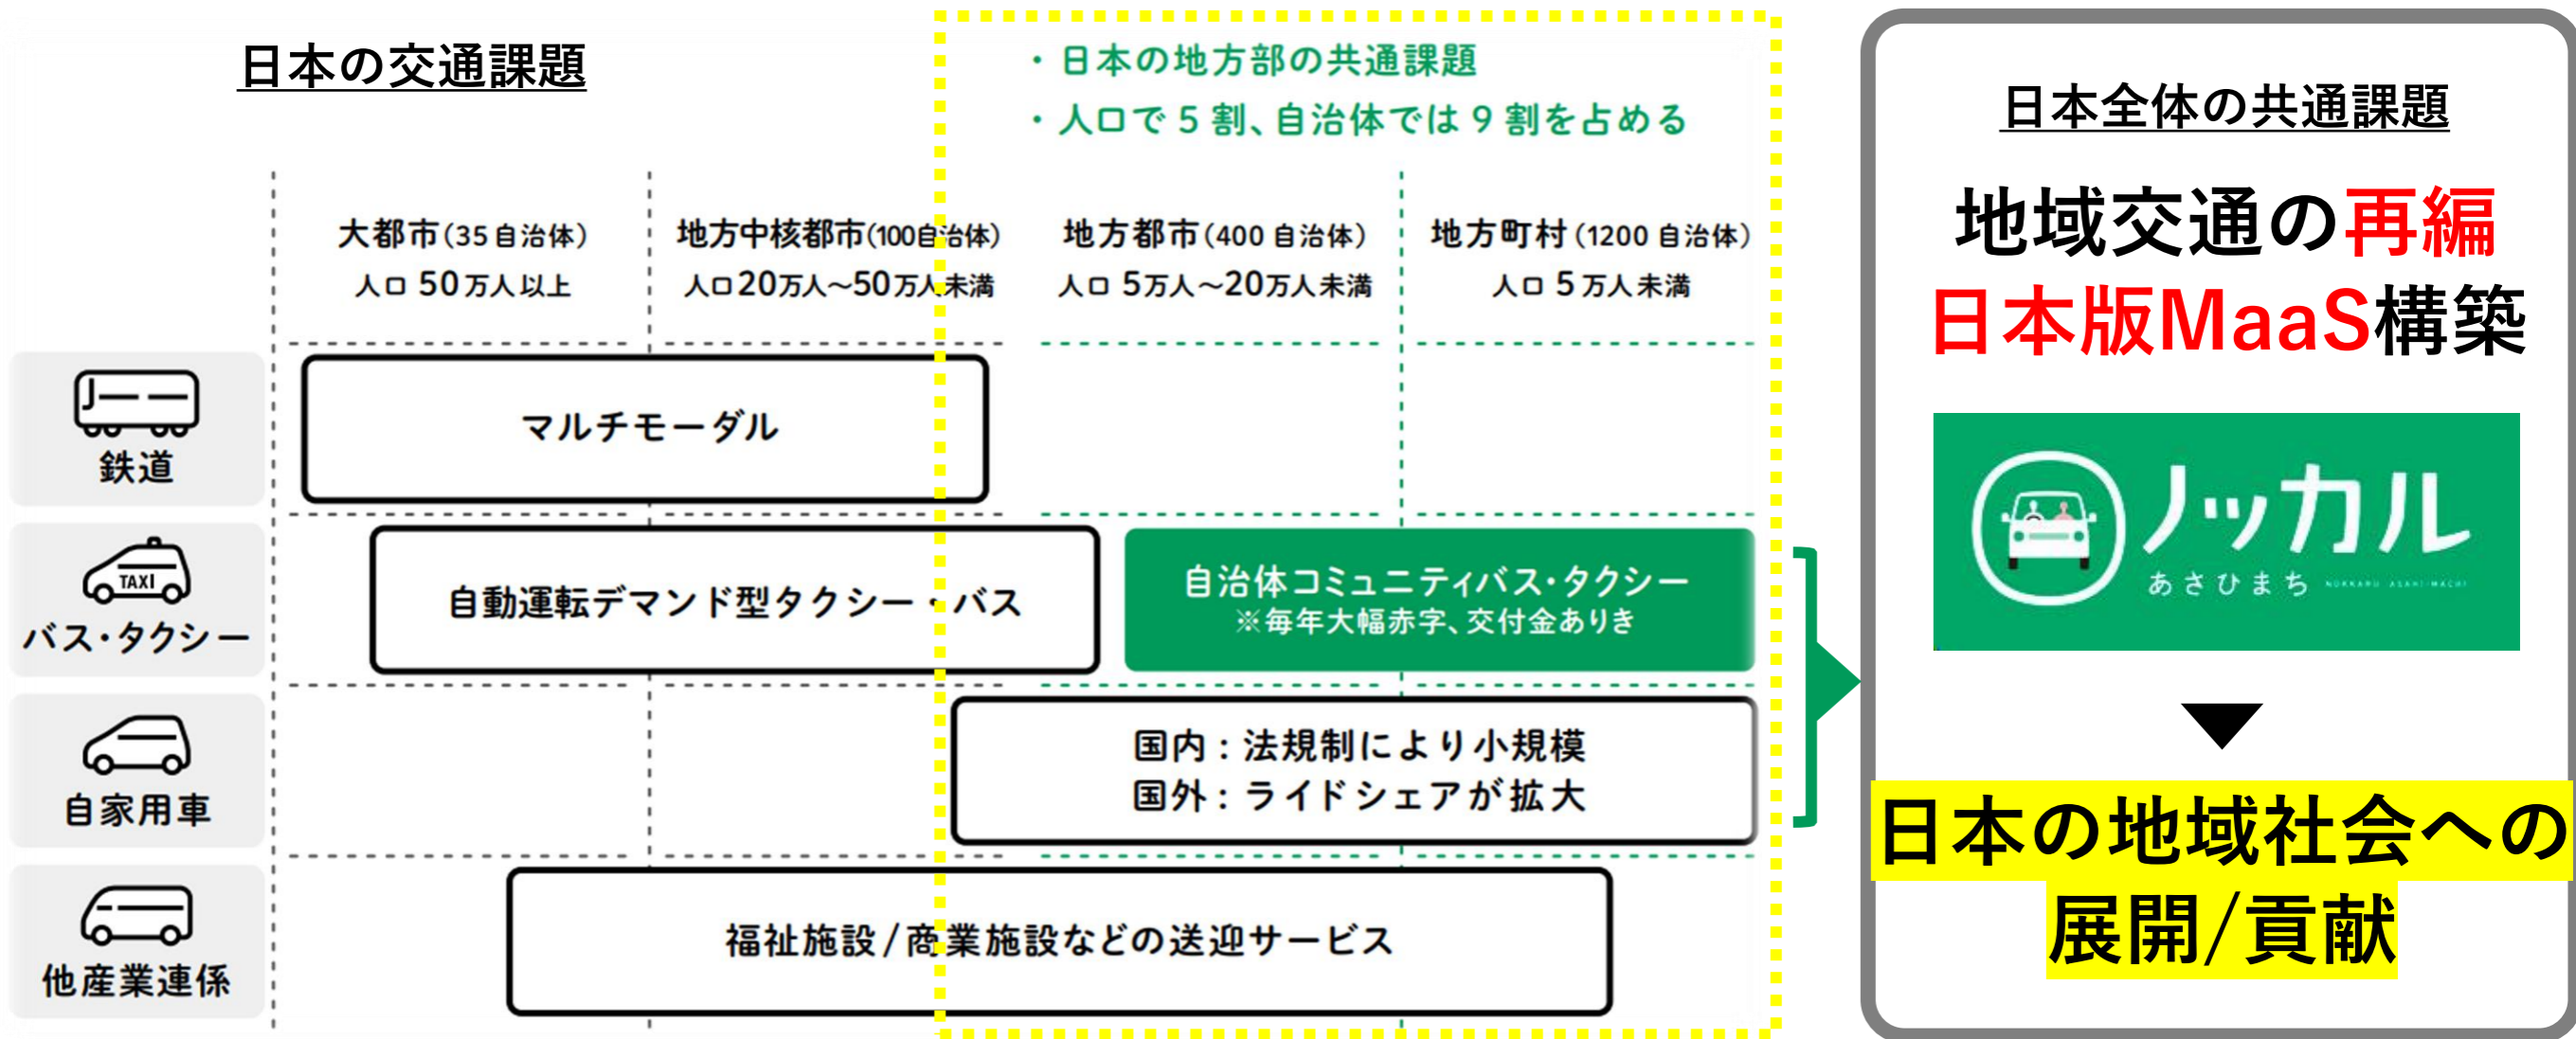 日本の交通課題
・日本の地方部の共通課題
・人口で 5 割、自治体では 9 割を占める
大都市(35 自治体)
人口 50 万人以上
地方中核都市(100自治体)
人口20万人～50万人未満
地方都市(400 自治体)
人口 5万人～20万人未満
地方町村(1200 自治体)
人口 5 万人未満
鉄道
マルチモーダル
TAXI
バス・タクシー
自動運転デマンド型タクシー・バス
自治体コミュニティバス・タクシー
※毎年大幅赤字、交付金ありき
自家用車
国内：法規制により小規模
国外：ライドシェアが拡大
他産業連係
福祉施設/商業施設などの送迎サービス
日本全体の共通課題
地域交通の再編
日本版MaaS構築
ノッカル
あさひまち NOKKARU ASAHI-MACHI
日本の地域社会への
展開/貢献